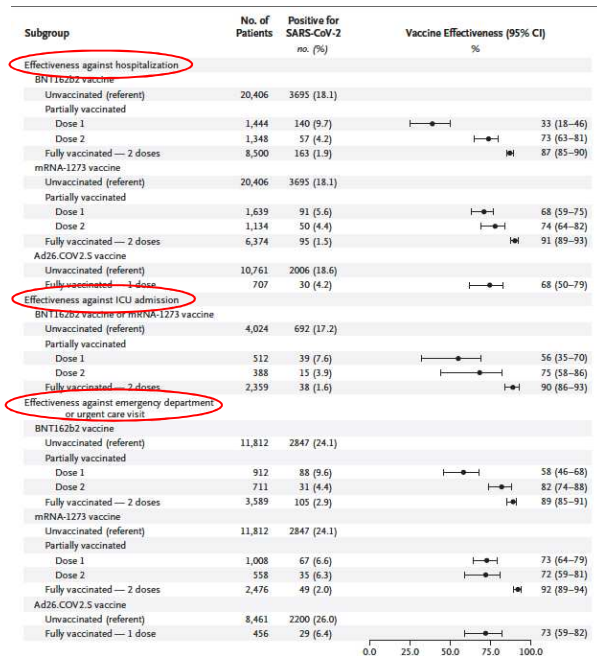 Subgroup No. of Patients Positive for SARS-CoV-2 Vaccine Effectiveness (95% CI)
no. (%) %
Effectiveness against hospitalization
BNT162b2 vaccine
Unvaccinated (referent) 20,406 3695 (18.1)
Partially vaccinated
Dose 1 1,444 140 (9.7) 33 (18–46)
Dose 2 1,348 57 (4.2) 73 (63–81)
Fully vaccinated — 2 doses 8,500 163 (1.9) 87 (85–90)
mRNA-1273 vaccine
Unvaccinated (referent) 20,406 3695 (18.1)
Partially vaccinated
Dose 1 1,639 91 (5.6) 68 (59–75)
Dose 2 1,134 50 (4.4) 74 (64–82)
Fully vaccinated — 2 doses 6,374 95 (1.5) 91 (89–93)
Ad26.COV2.S vaccine
Unvaccinated (referent) 10,761 2006 (18.6)
Fully vaccinated — 1 dose 707 30 (4.2) 68 (50–79)
Effectiveness against ICU admission
BNT162b2 vaccine or mRNA-1273 vaccine
Unvaccinated (referent) 4,024 692 (17.2)
Partially vaccinated
Dose 1 512 39 (7.6) 56 (35–70)
Dose 2 388 15 (3.9) 75 (58–86)
Fully vaccinated — 2 doses 2,359 38 (1.6) 90 (86–93)
Effectiveness against emergency department
or urgent care visit
BNT162b2 vaccine
Unvaccinated (referent) 11,812 2847 (24.1)
Partially vaccinated
Dose 1 912 88 (9.6) 58 (46–68)
Dose 2 711 31 (4.4) 82 (74–88)
Fully vaccinated — 2 doses 3,589 105 (2.9) 89 (85–91)
mRNA-1273 vaccine
Unvaccinated (referent) 11,812 2847 (24.1)
Partially vaccinated
Dose 1 1,008 67 (6.6) 73 (64–79)
Dose 2 558 35 (6.3) 72 (59–81)
Fully vaccinated — 2 doses 2,476 49 (2.0) 92 (89–94)
Ad26.COV2.S vaccine
Unvaccinated (referent) 8,461 2200 (26.0)
Fully vaccinated — 1 dose 456 29 (6.4) 73 (59–82)
0.0 25.0 50.0 75.0 100.0